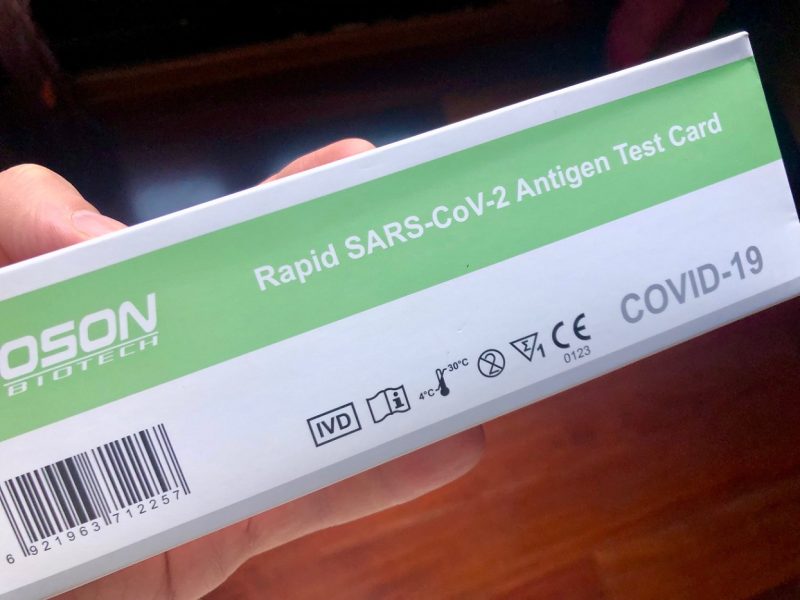 Rapid SARS-CoV-2 Antigen Test Card
OSON
BIOTECH
COVID-19
IVD
i
4°C
30°C
2
Σ
1
CE
0123
6 921963 712257